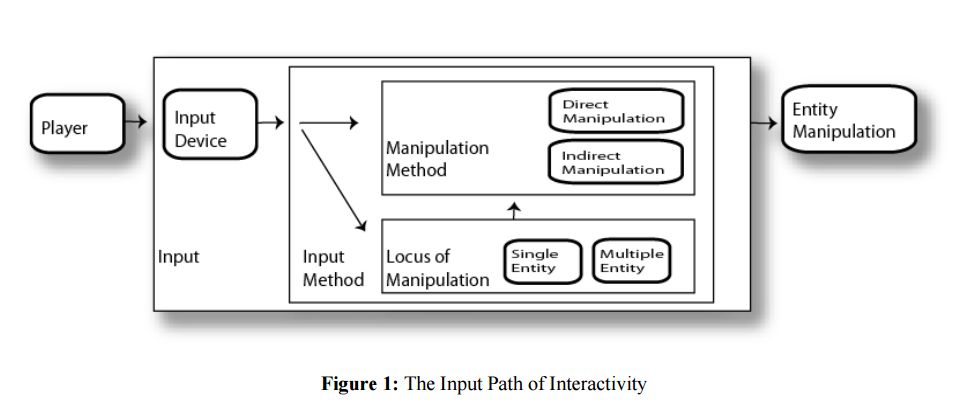 Player
Input
Device
Input
Input
Method
Manipulation
Method
Direct
Manipulation
Indirect
Manipulation
Locus of
Manipulation
Single
Entity
Multiple
Entity
Entity
Manipulation
Figure 1: The Input Path of Interactivity